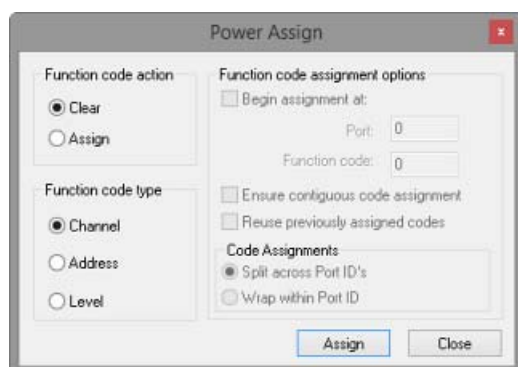 Power Assign
x
Function code action
Clear
Assign
Function code type
Channel
Address
Level
Function code assignment options
Begin assignment at:
Port: 0
Function code: 0
Ensure contiguous code assignment
Reuse previously assigned codes
Code Assignments
Split across Port ID's
Wrap within Port ID
Assign Close